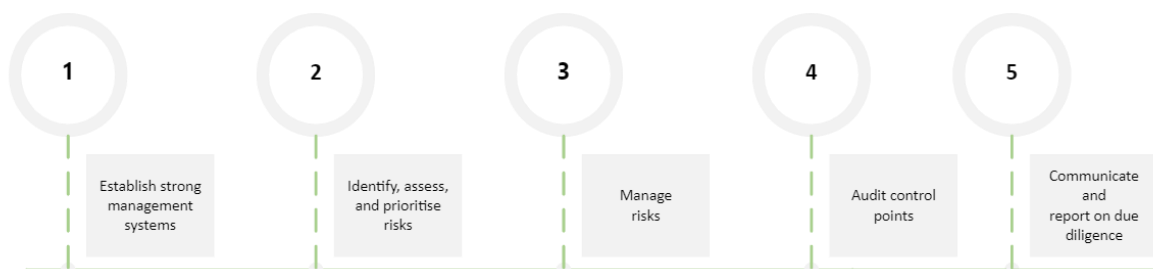 1
2
3
4
5
Establish strong
management
systems
Identify, assess,
and prioritise
risks
Manage
risks
Audit control
points
Communicate
and
report on due
diligence